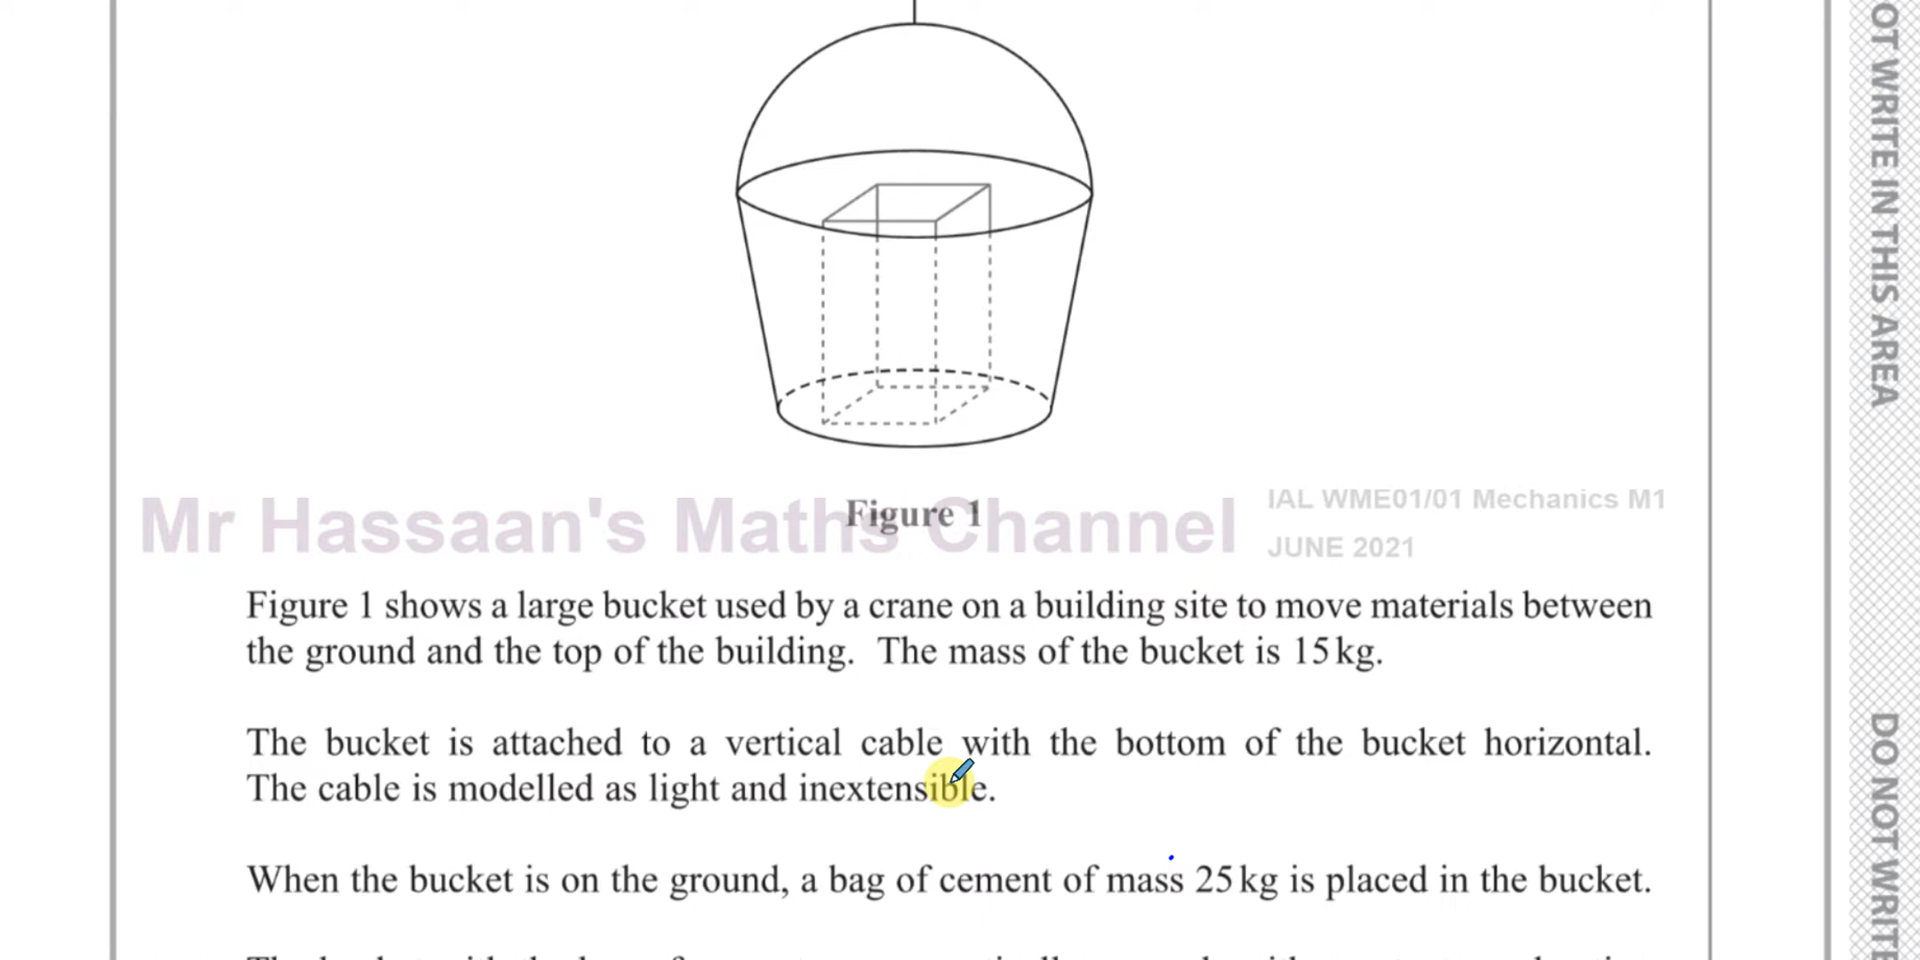 OT WRITE IN THIS AREA
Mr Hassaan's Maths Channel
Figure 1
IAL WME01/01 Mechanics M1
JUNE 2021
Figure 1 shows a large bucket used by a crane on a building site to move materials between
the ground and the top of the building. The mass of the bucket is 15 kg.
The bucket is attached to a vertical cable with the bottom of the bucket horizontal.
The cable is modelled as light and inextensible.
When the bucket is on the ground, a bag of cement of mass 25 kg is placed in the bucket.
DO NOT WRITE